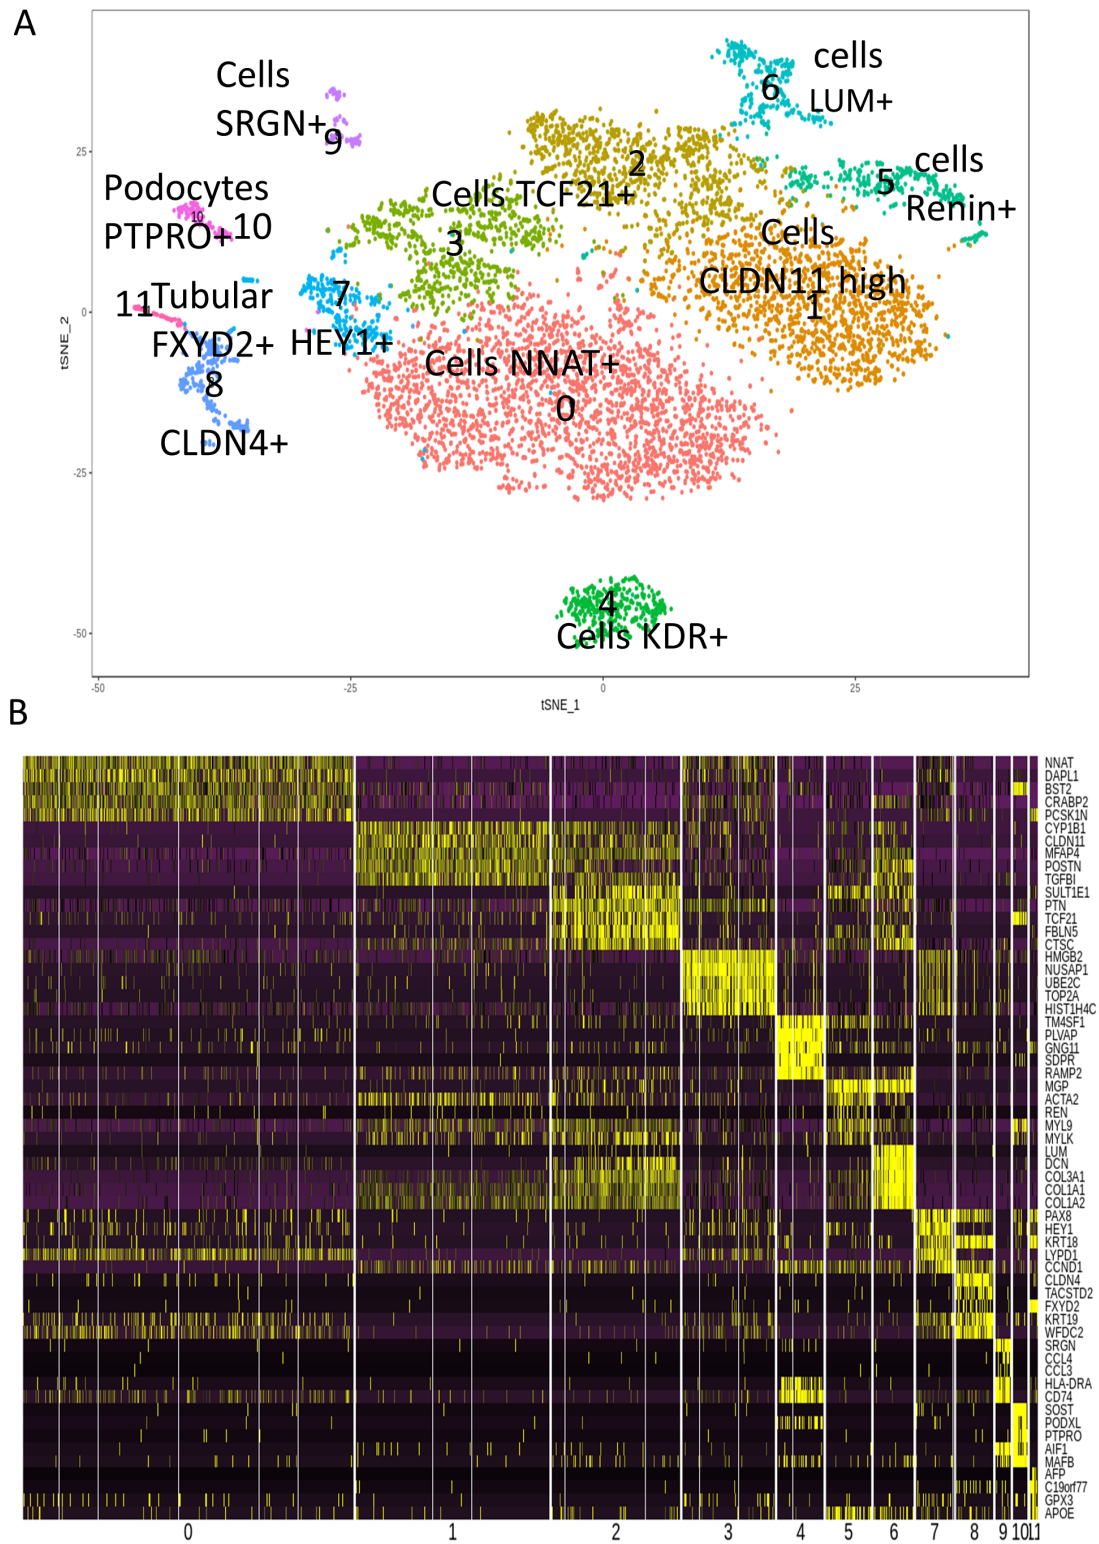 A
Cells
SRGN+
9
cells
6
LUM+
2
cells
5
Renin+
Podocytes
10
PTPRO+ 10
Cells TCF21+
3
Cells
CLDN11 high
1
11 Tubular
7
FXYD2+
HEY1+
8
CLDN4+
Cells NNAT+
0
4
Cells KDR+
25
0
-25
-50
tSNE_2
-50
-25
0
25
tSNE_1
B
NNAT
DAPL1
BST2
CRABP2
PCSK1N
CYP1B1
CLDN11
MFAP4
POSTN
TGFBI
SULT1E1
PTN
TCF21
FBLN5
CTSC
HMGB2
NUSAP1
UBE2C
TOP2A
HIST1H4C
TM4SF1
PLVAP
GNG11
SDPR
RAMP2
MGP
ACTA2
REN
MYL9
MYLK
LUM
DCN
COL3A1
COL1A1
COL1A2
PAX8
HEY1
KRT18
LYPD1
CCND1
CLDN4
TACSTD2
FXYD2
KRT19
WFDC2
SRGN
CCL4
CCL3
HLA-DRA
CD74
SOST
PODXL
PTPRO
AIF1
MAFB
AFP
C19orf77
GPX3
APOE
0 1 2 3 4 5 6 7 8 9 10 11